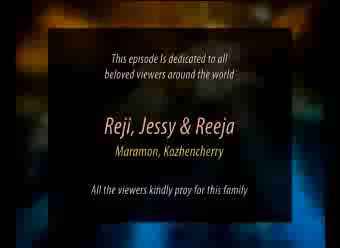 This episode Is dedicated to all
beloved viewers around the world
Reji, Jessy & Reeja
Maramon, Kozhencherry
All the viewers kindly pray for this family